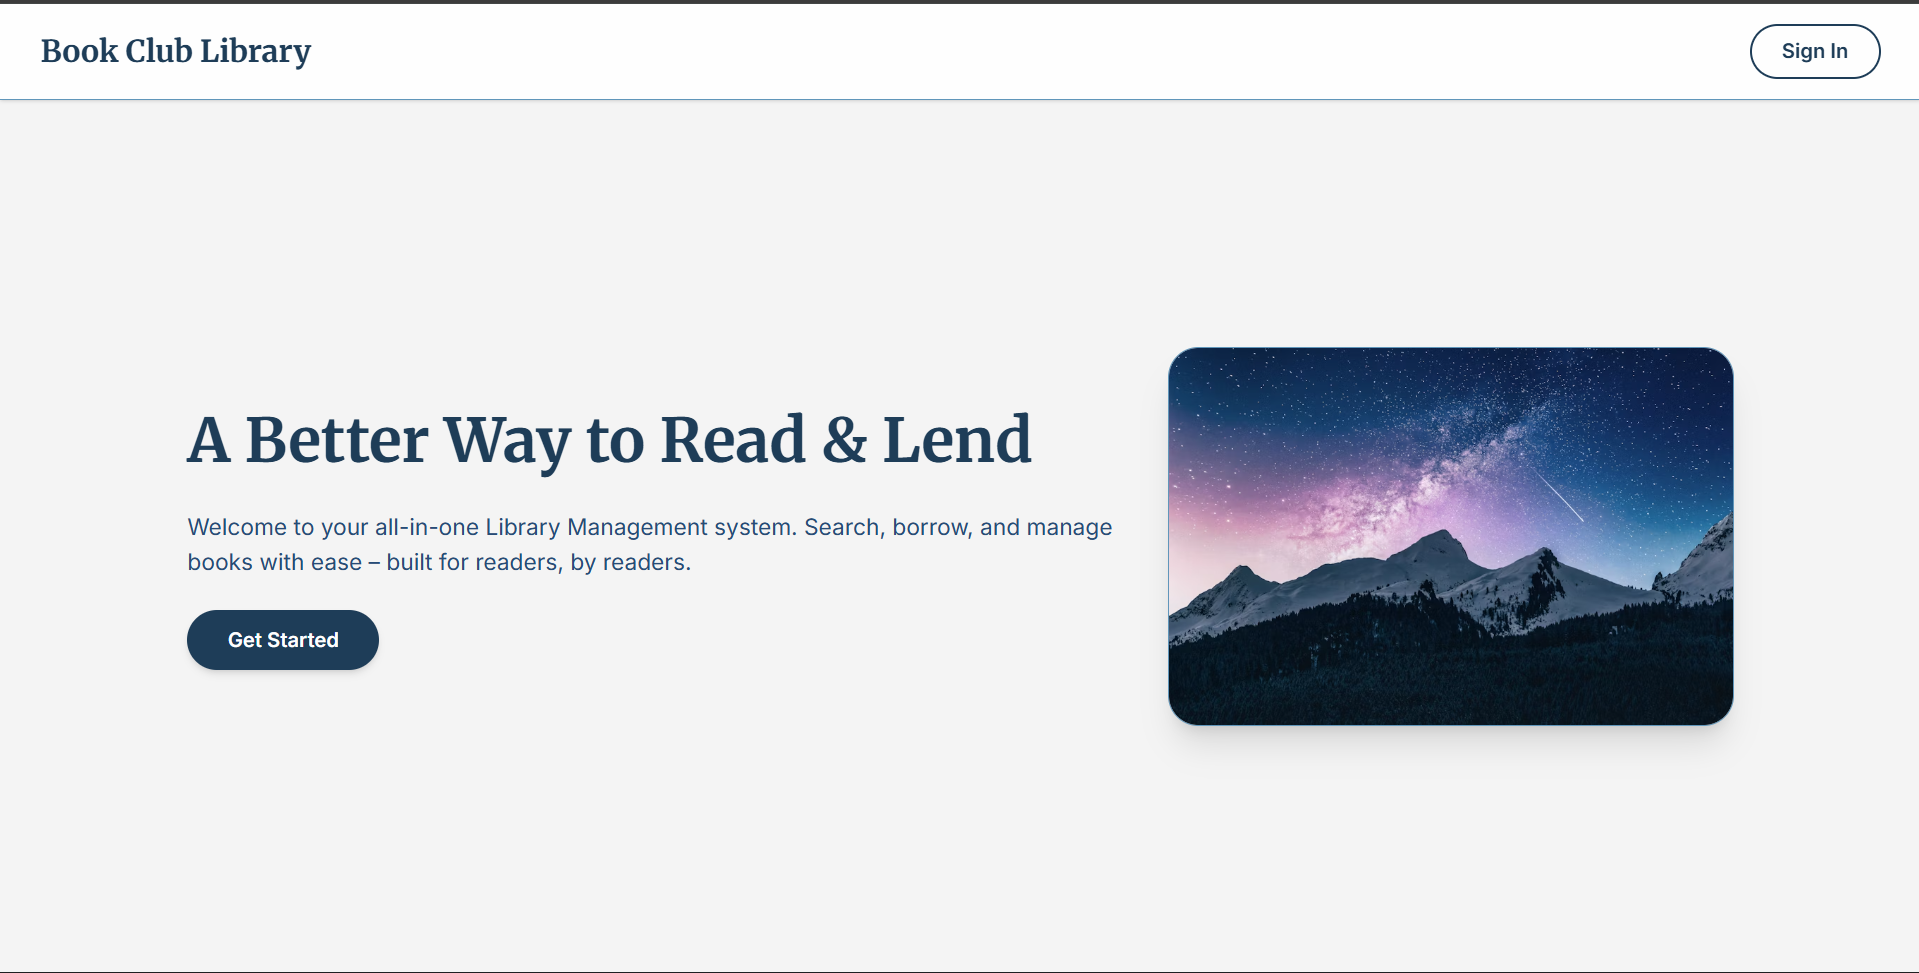 Book Club Library
Sign In
A Better Way to Read & Lend
Welcome to your all-in-one Library Management system. Search, borrow, and manage
books with ease – built for readers, by readers.
Get Started